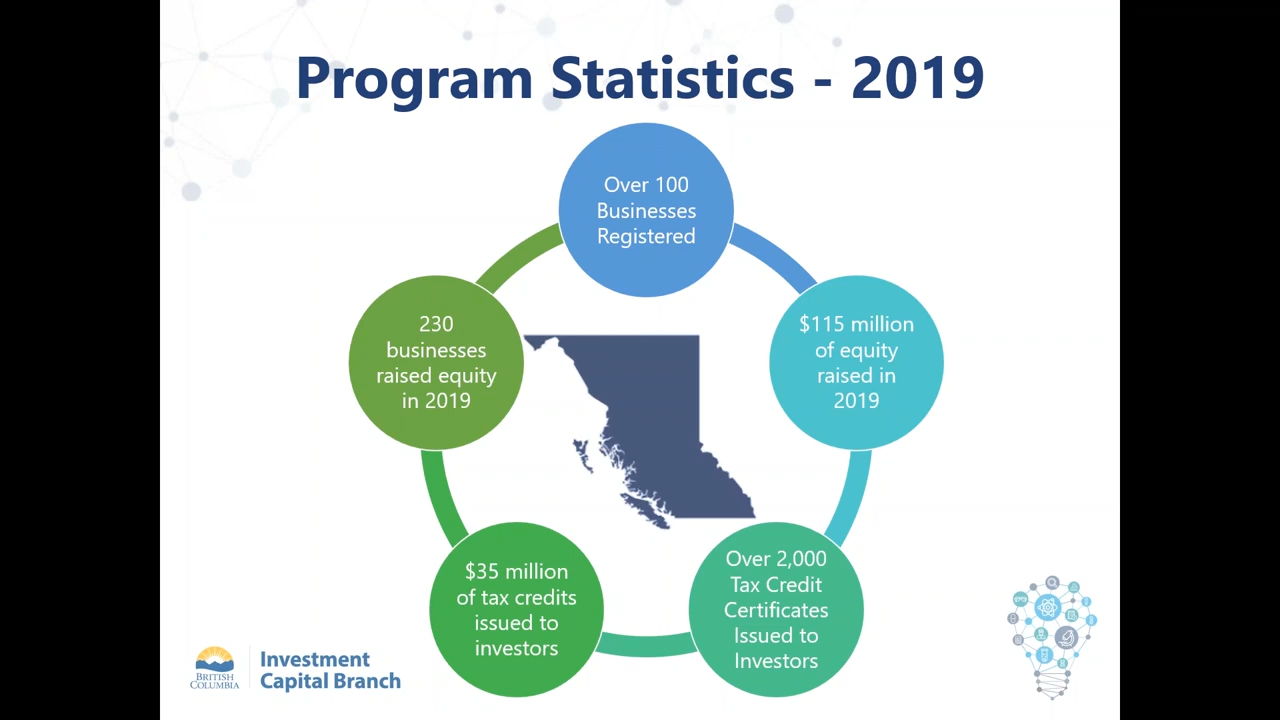 Program Statistics - 2019
Over 100
Businesses
Registered
$115 million
of equity
raised in
2019
Over 2,000
Tax Credit
Certificates
Issued to
Investors
$35 million
of tax credits
issued to
investors
230
businesses
raised equity
in 2019
BRITISH
COLUMBIA
Investment
Capital Branch